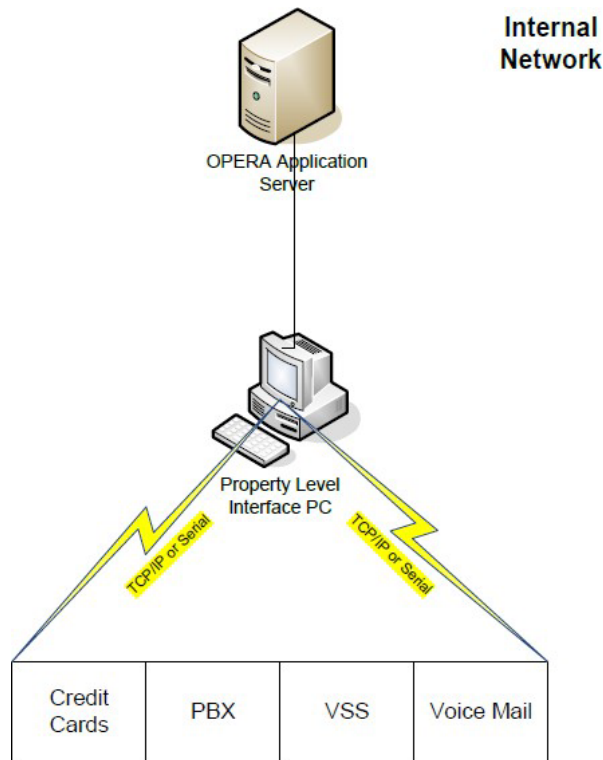 Internal
Network
OPERA Application
Server
Property Level
Interface PC
TCP/IP or Serial
TCP/IP or Serial
Credit
Cards
PBX
VSS
Voice Mail